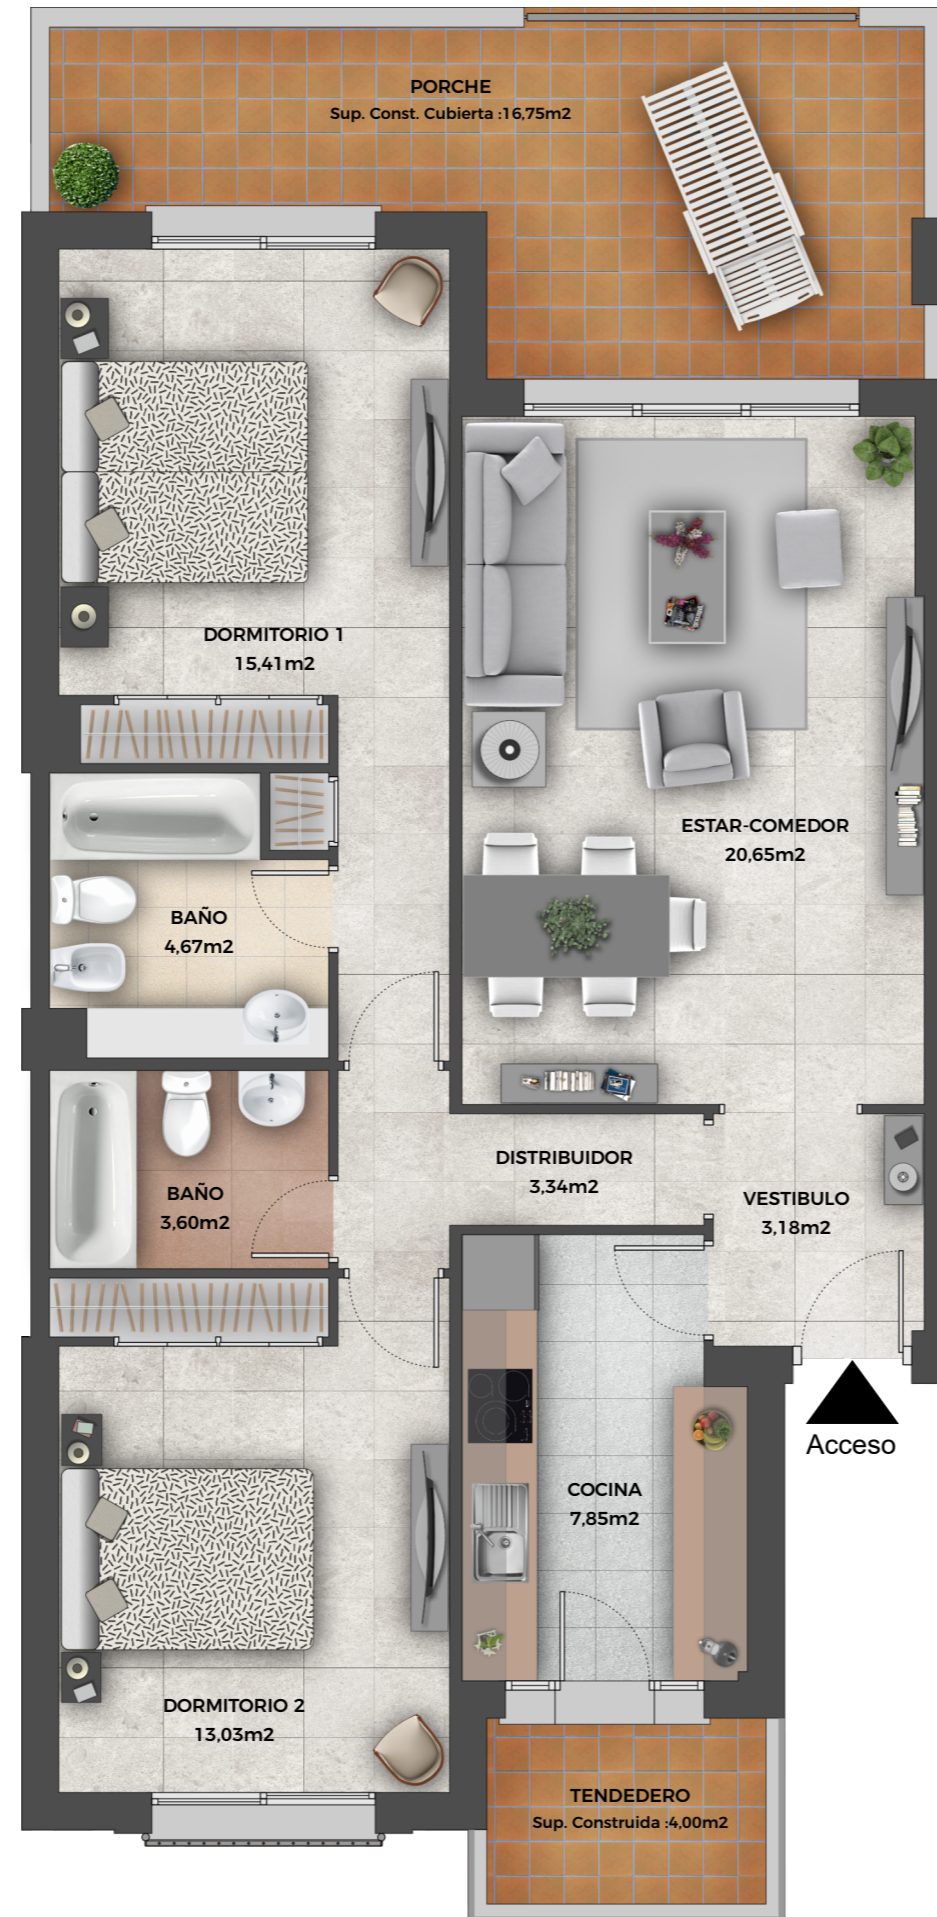 PORCHE
Sup. Const. Cubierta :16,75m2
DORMITORIO 1
15,41m2
ESTAR-COMEDOR
20,65m2
BAÑO
4,67m2
DISTRIBUIDOR
3,34m2
BAÑO
3,60m2
VESTIBULO
3,18m2
Acceso
COCINA
7,85m2
DORMITORIO 2
13,03m2
TENDEDERO
Sup. Construida :4,00m2